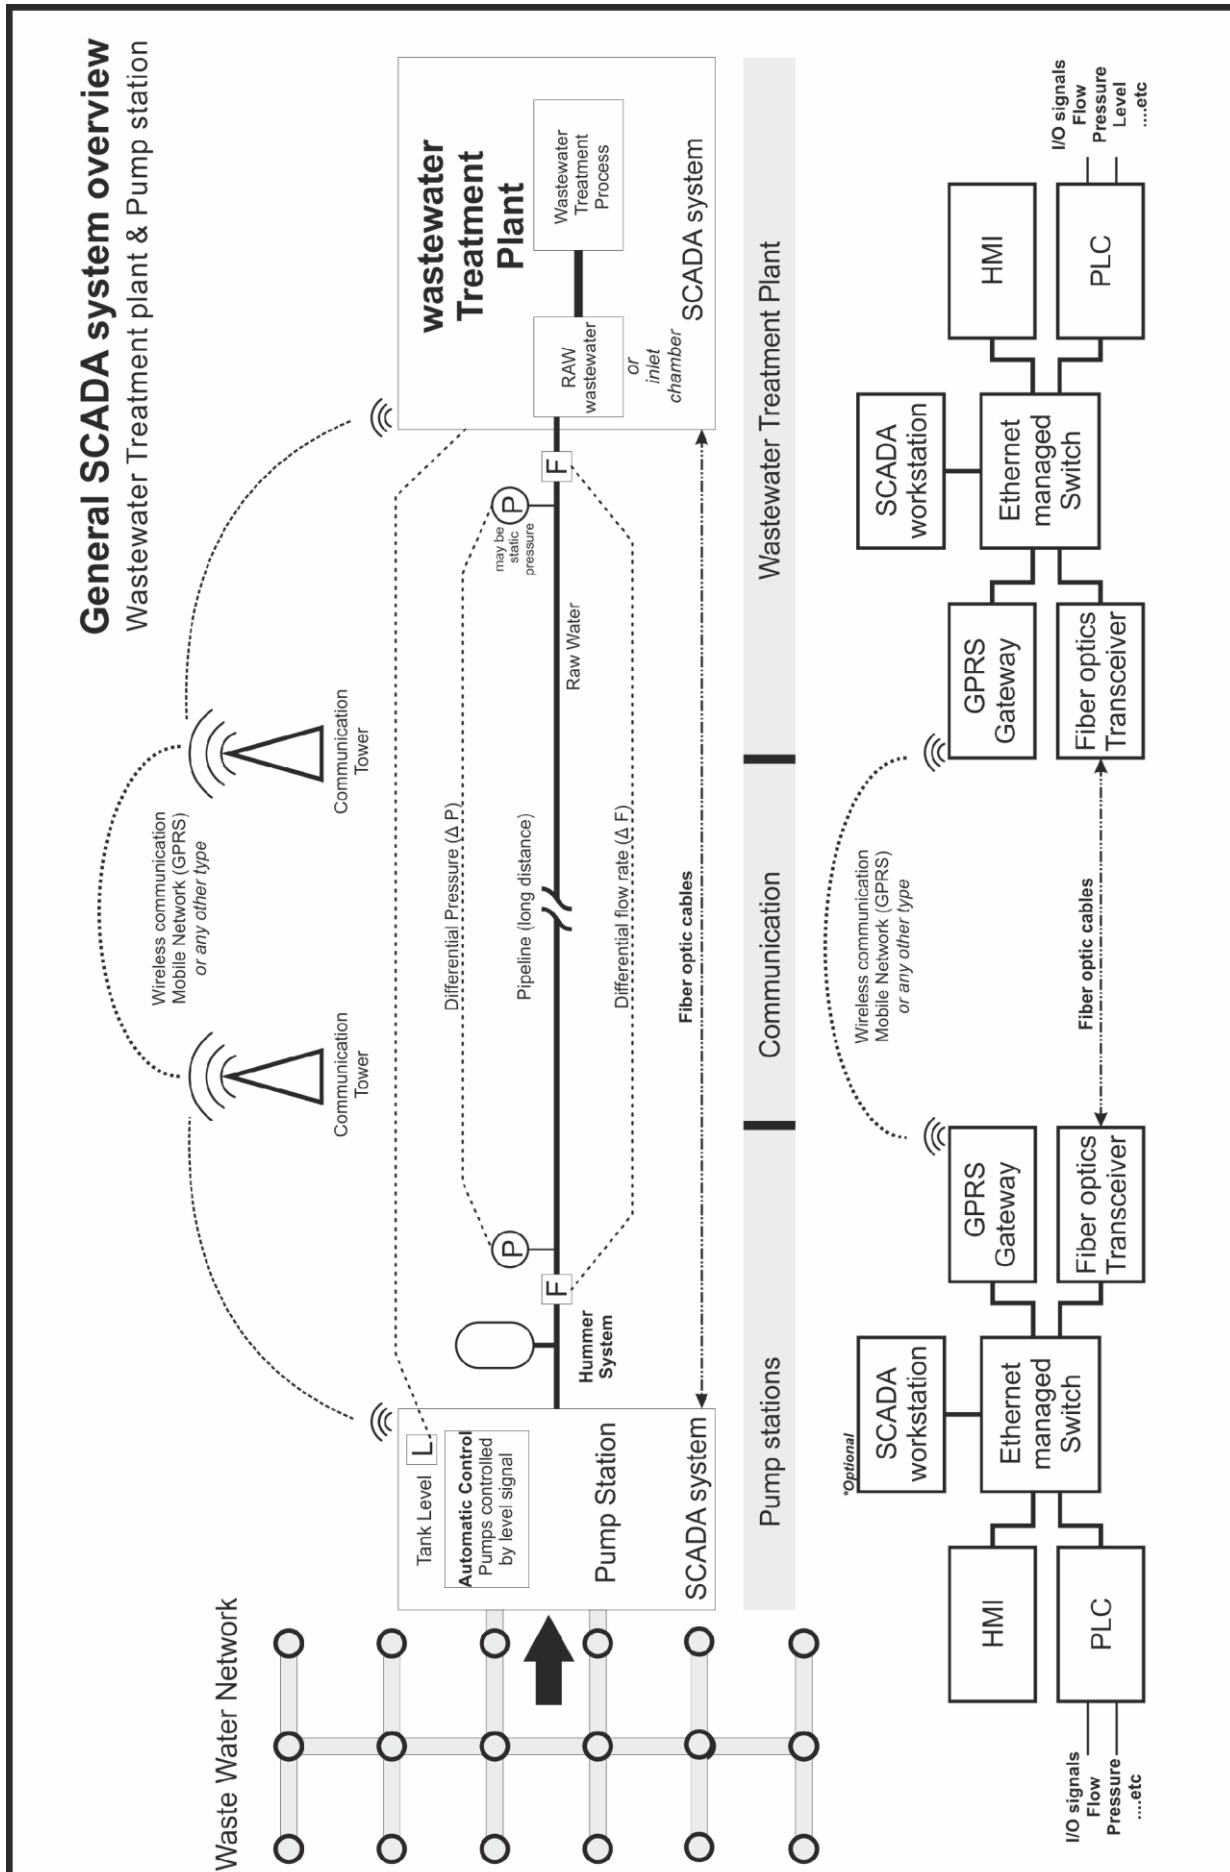 General SCADA system overview
Wastewater Treatment plant & Pump station
Waste Water Network
Wireless communication
Mobile Network (GPRS)
or any other type
Communication
Tower
Communication
Tower
Tank Level
L
Automatic Control
Pumps controlled
by level signal
Pump Station
SCADA system
Hummer
System
F
P
Differential Pressure (Δ P)
Pipeline (long distance)
Differential flow rate (Δ F)
Fiber optic cables
Raw Water
P
may be
static
pressure
F
wastewater
Treatment
Plant
RAW
wastewater
or
inlet
chamber
Wastewater
Treatment
Process
SCADA system
Pump stations
Communication
Wastewater Treatment Plant
*Optional
SCADA
workstation
HMI
Ethernet
managed
Switch
GPRS
Gateway
PLC
Fiber optics
Transceiver
I/O signals
Flow
Pressure
....etc
Wireless communication
Mobile Network (GPRS)
or any other type
Fiber optic cables
SCADA
workstation
GPRS
Gateway
Ethernet
managed
Switch
HMI
Fiber optics
Transceiver
PLC
I/O signals
Flow
Pressure
Level
....etc